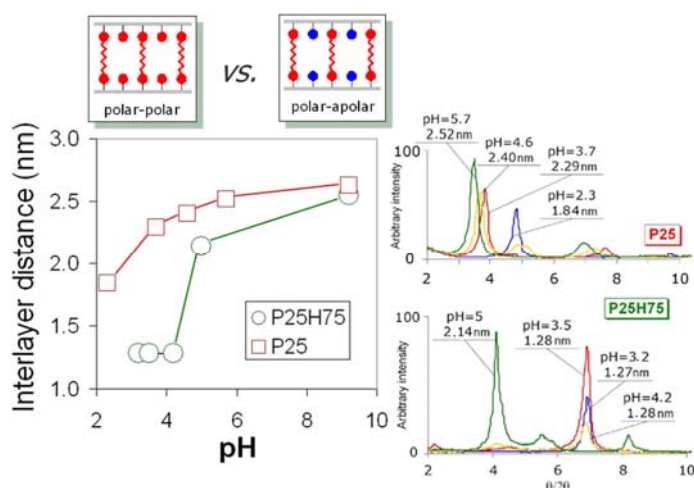 polar-polar
vs.
polar-apolar
Interlayer distance (nm)
3.0
2.5
2.0
1.5
1.0
2
4
6
8
10
pH
P25H75
P25
Arbitrary intensity
100
0
pH=5.7
2.52nm
pH=4.6
2.40nm
pH=3.7
2.29nm
pH=2.3
1.84nm
P25
2
4
6
8
10
P25H75
Arbitrary intensity
100
0
pH=5
2.14nm
pH=3.5
1.28nm
pH=3.2
1.27nm
pH=4.2
1.28nm
2
4
6
8
10
θ/2θ